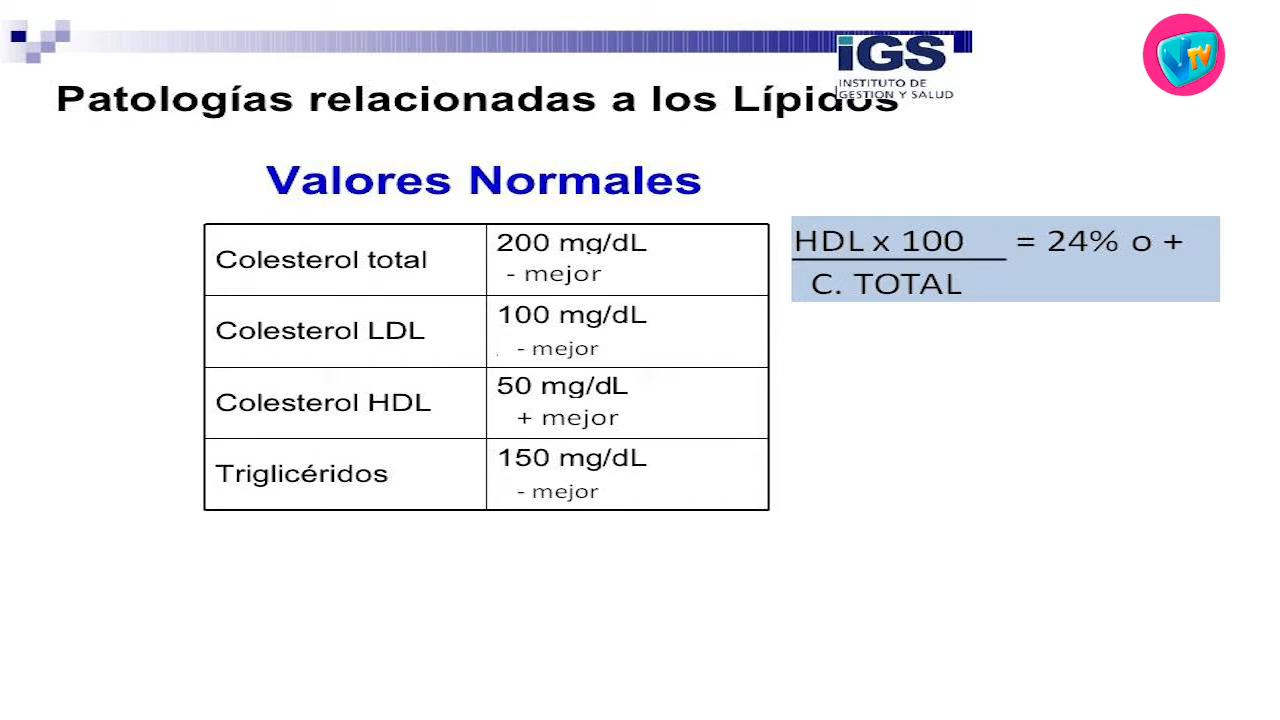 iGS
INSTITUTO DE
GESTION Y SALUD
VTV
Patologías relacionadas a los Lípidos
Valores Normales
Colesterol total
200 mg/dL
- mejor
Colesterol LDL
100 mg/dL
- mejor
Colesterol HDL
50 mg/dL
+ mejor
Triglicéridos
150 mg/dL
- mejor
HDL x 100 = 24% o +
C. TOTAL